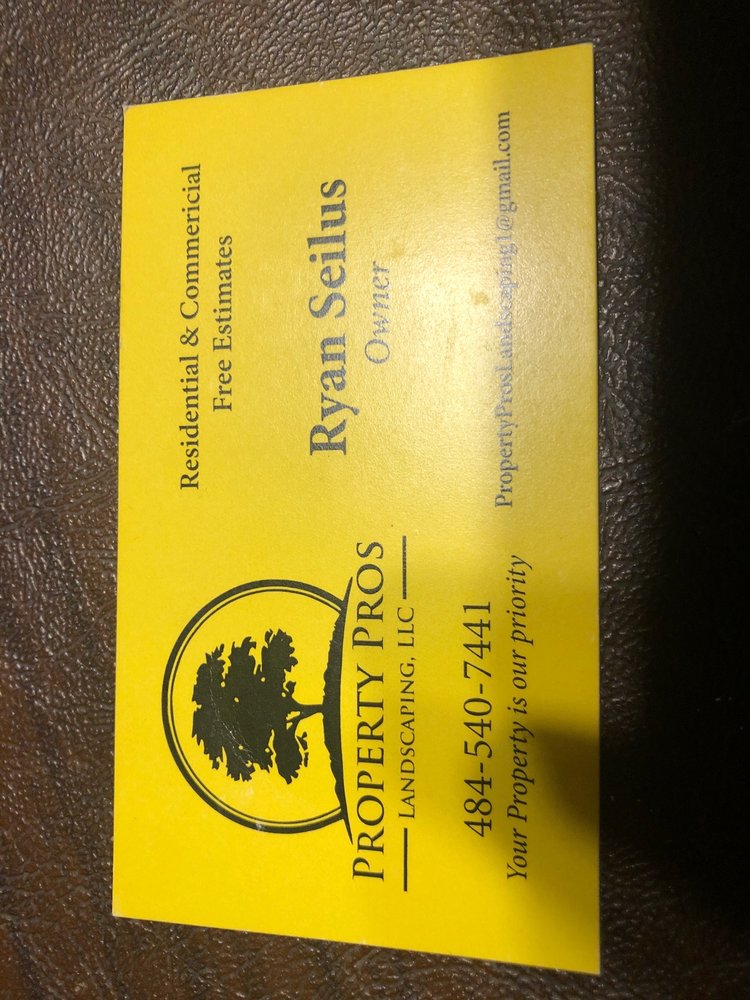 PROPERTY PROS
LANDSCAPING, LLC
484-540-7441
Your Property is our priority
Residential & Commericial
Free Estimates
Ryan Seilus
Owner
PropertyProsLandscaping1@gmail.com